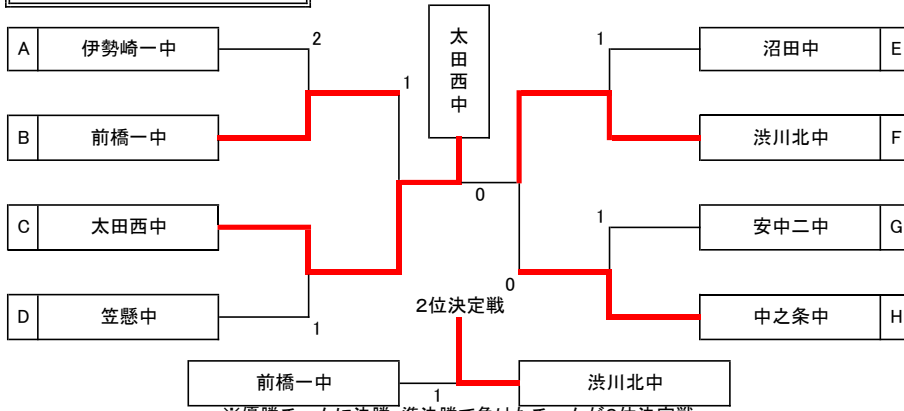 太田西中
A 伊勢崎一中 2 1 沼田中 E
1
B 前橋一中 渋川北中 F
0
C 太田西中 1 安中二中 G
0
2位決定戦
D 笠懸中 1 中之条中 H
前橋一中 1 渋川北中